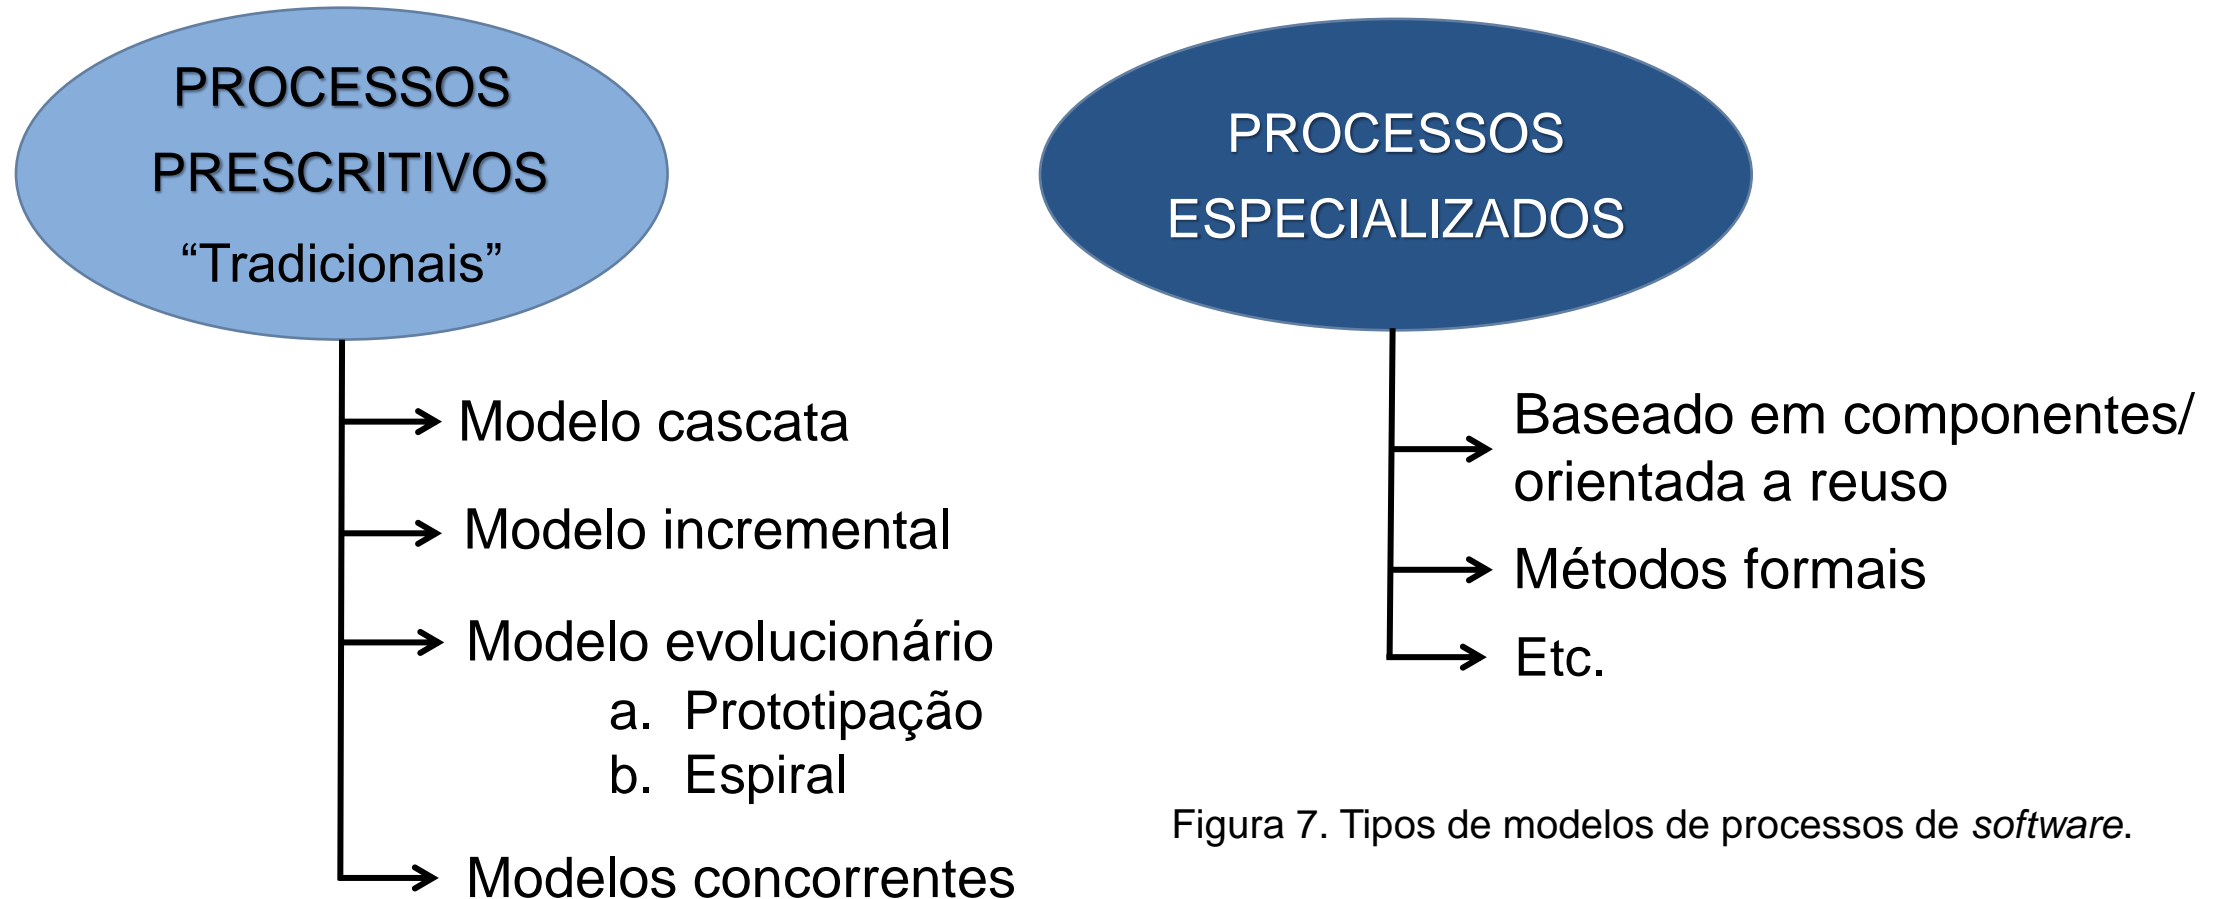 PROCESSOS
PRESCRITIVOS
“Tradicionais”
Modelo cascata
Modelo incremental
Modelo evolucionário
a. Prototipação
b. Espiral
Modelos concorrentes
PROCESSOS
ESPECIALIZADOS
Baseado em componentes/
orientada a reuso
Métodos formais
Etc.
Figura 7. Tipos de modelos de processos de software.